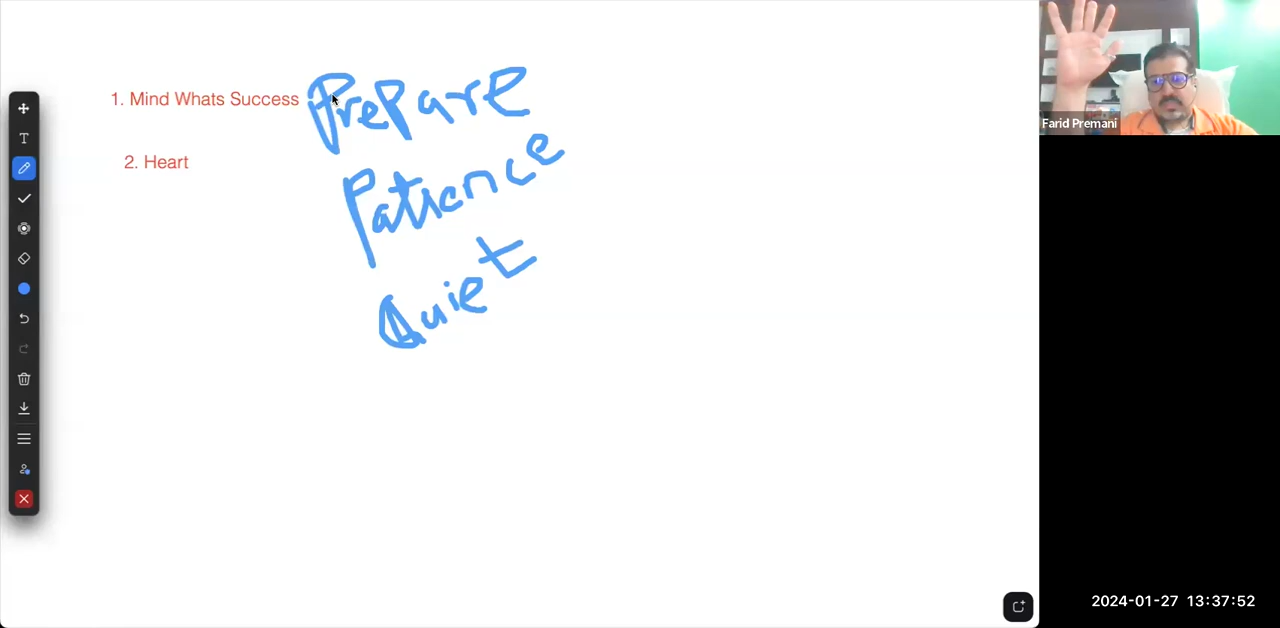 1. Mind Whats Success
Prepare
2. Heart
Patience
Quiet
T
Farid Premani
2024-01-27 13:37:52